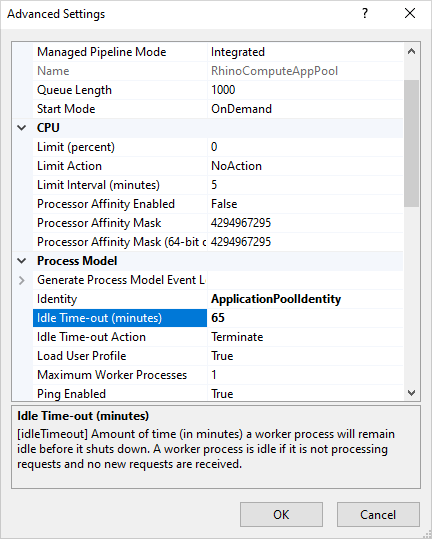 Advanced Settings
?
Managed Pipeline Mode Integrated
Name RhinoComputeAppPool
Queue Length 1000
Start Mode OnDemand
CPU
Limit (percent) 0
Limit Action NoAction
Limit Interval (minutes) 5
Processor Affinity Enabled False
Processor Affinity Mask 4294967295
Processor Affinity Mask (64-bit c 4294967295
Process Model
Generate Process Model Event L
Identity ApplicationPoolIdentity
Idle Time-out (minutes) 65
Idle Time-out Action Terminate
Load User Profile True
Maximum Worker Processes 1
Ping Enabled True
Idle Time-out (minutes)
[idleTimeout] Amount of time (in minutes) a worker process will remain
idle before it shuts down. A worker process is idle if it is not processing
requests and no new requests are received.
OK Cancel